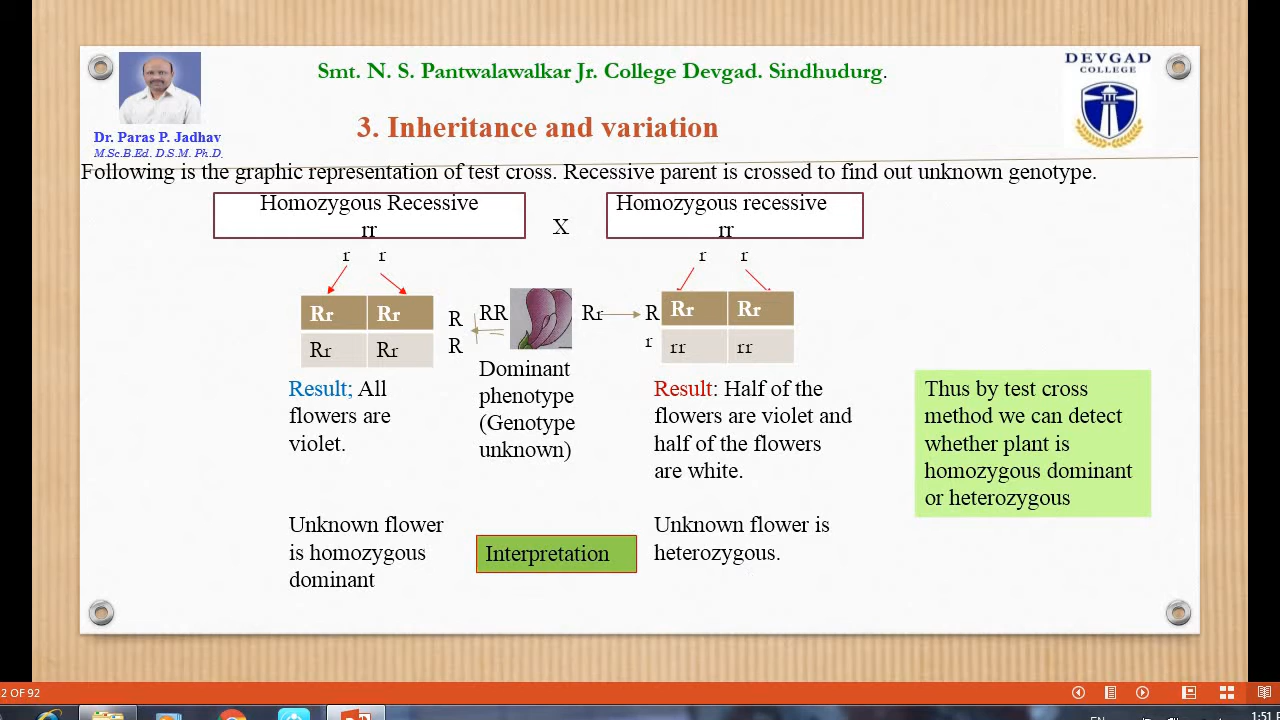 Smt. N. S. Pantwalawalkar Jr. College Devgad. Sindhudurg.
DEVGAD
COLLEGE
3. Inheritance and variation
Dr. Paras P. Jadhav
M.Sc.B.Ed. D.S.M. Ph.D.
Following is the graphic representation of test cross. Recessive parent is crossed to find out unknown genotype.
Homozygous Recessive
rr
X
Homozygous recessive
rr
r r
r r
Rr Rr
Rr Rr
R
R
RR
Rr
R
r
Rr Rr
rr rr
Dominant
phenotype
(Genotype
unknown)
Result; All
flowers are
violet.
Result: Half of the
flowers are violet and
half of the flowers
are white.
Thus by test cross
method we can detect
whether plant is
homozygous dominant
or heterozygous
Unknown flower
is homozygous
dominant
Interpretation
Unknown flower is
heterozygous.
2 OF 92
1:51